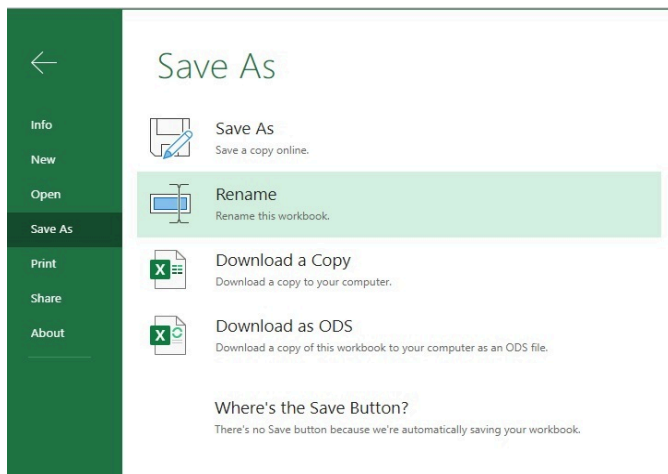 Save As
Info
New
Open
Save As
Print
Share
About
Save As
Save a copy online.
Rename
Rename this workbook.
Download a Copy
Download a copy to your computer.
Download as ODS
Download a copy of this workbook to your computer as an ODS file.
Where's the Save Button?
There's no Save button because we're automatically saving your workbook.